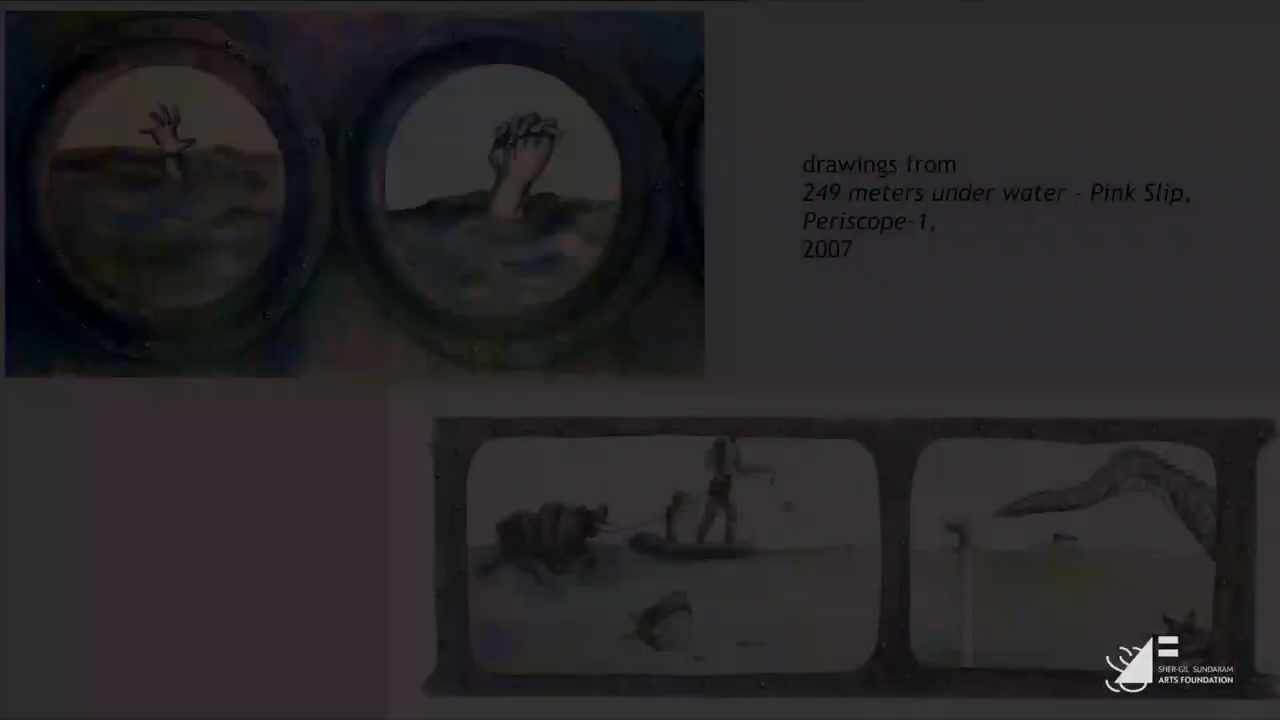 drawings from
249 meters under water - Pink Slip,
Periscope-1,
2007
SHER-GIL SUNDARAM
ARTS FOUNDATION